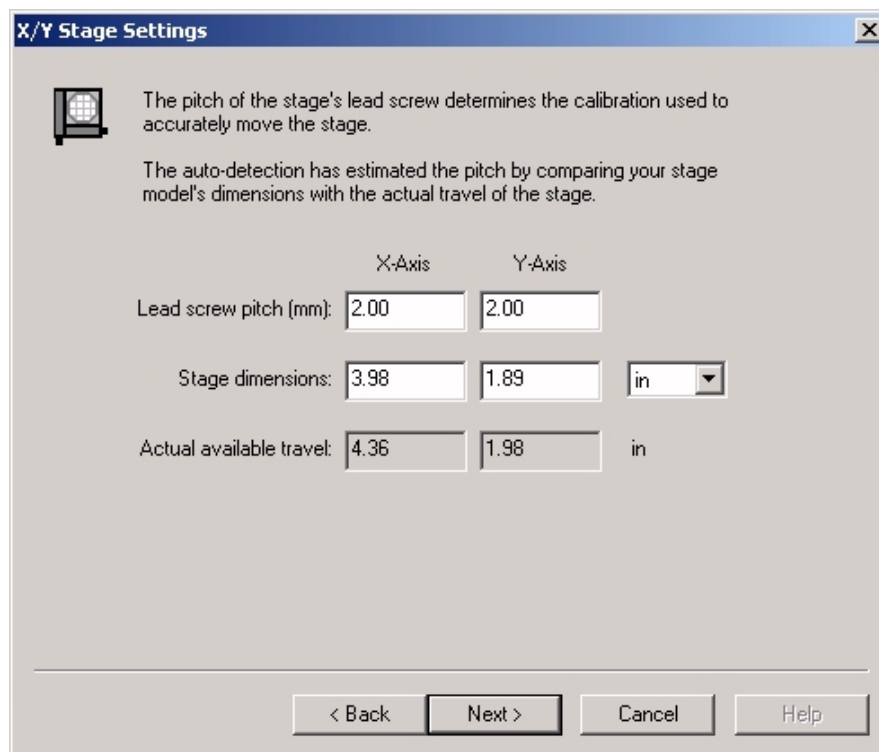 X/Y Stage Settings
The pitch of the stage's lead screw determines the calibration used to
accurately move the stage.
The auto-detection has estimated the pitch by comparing your stage
model's dimensions with the actual travel of the stage.
X-Axis Y-Axis
Lead screw pitch (mm): 2.00 2.00
Stage dimensions: 3.98 1.89 in
Actual available travel: 4.36 1.98 in
< Back Next > Cancel Help